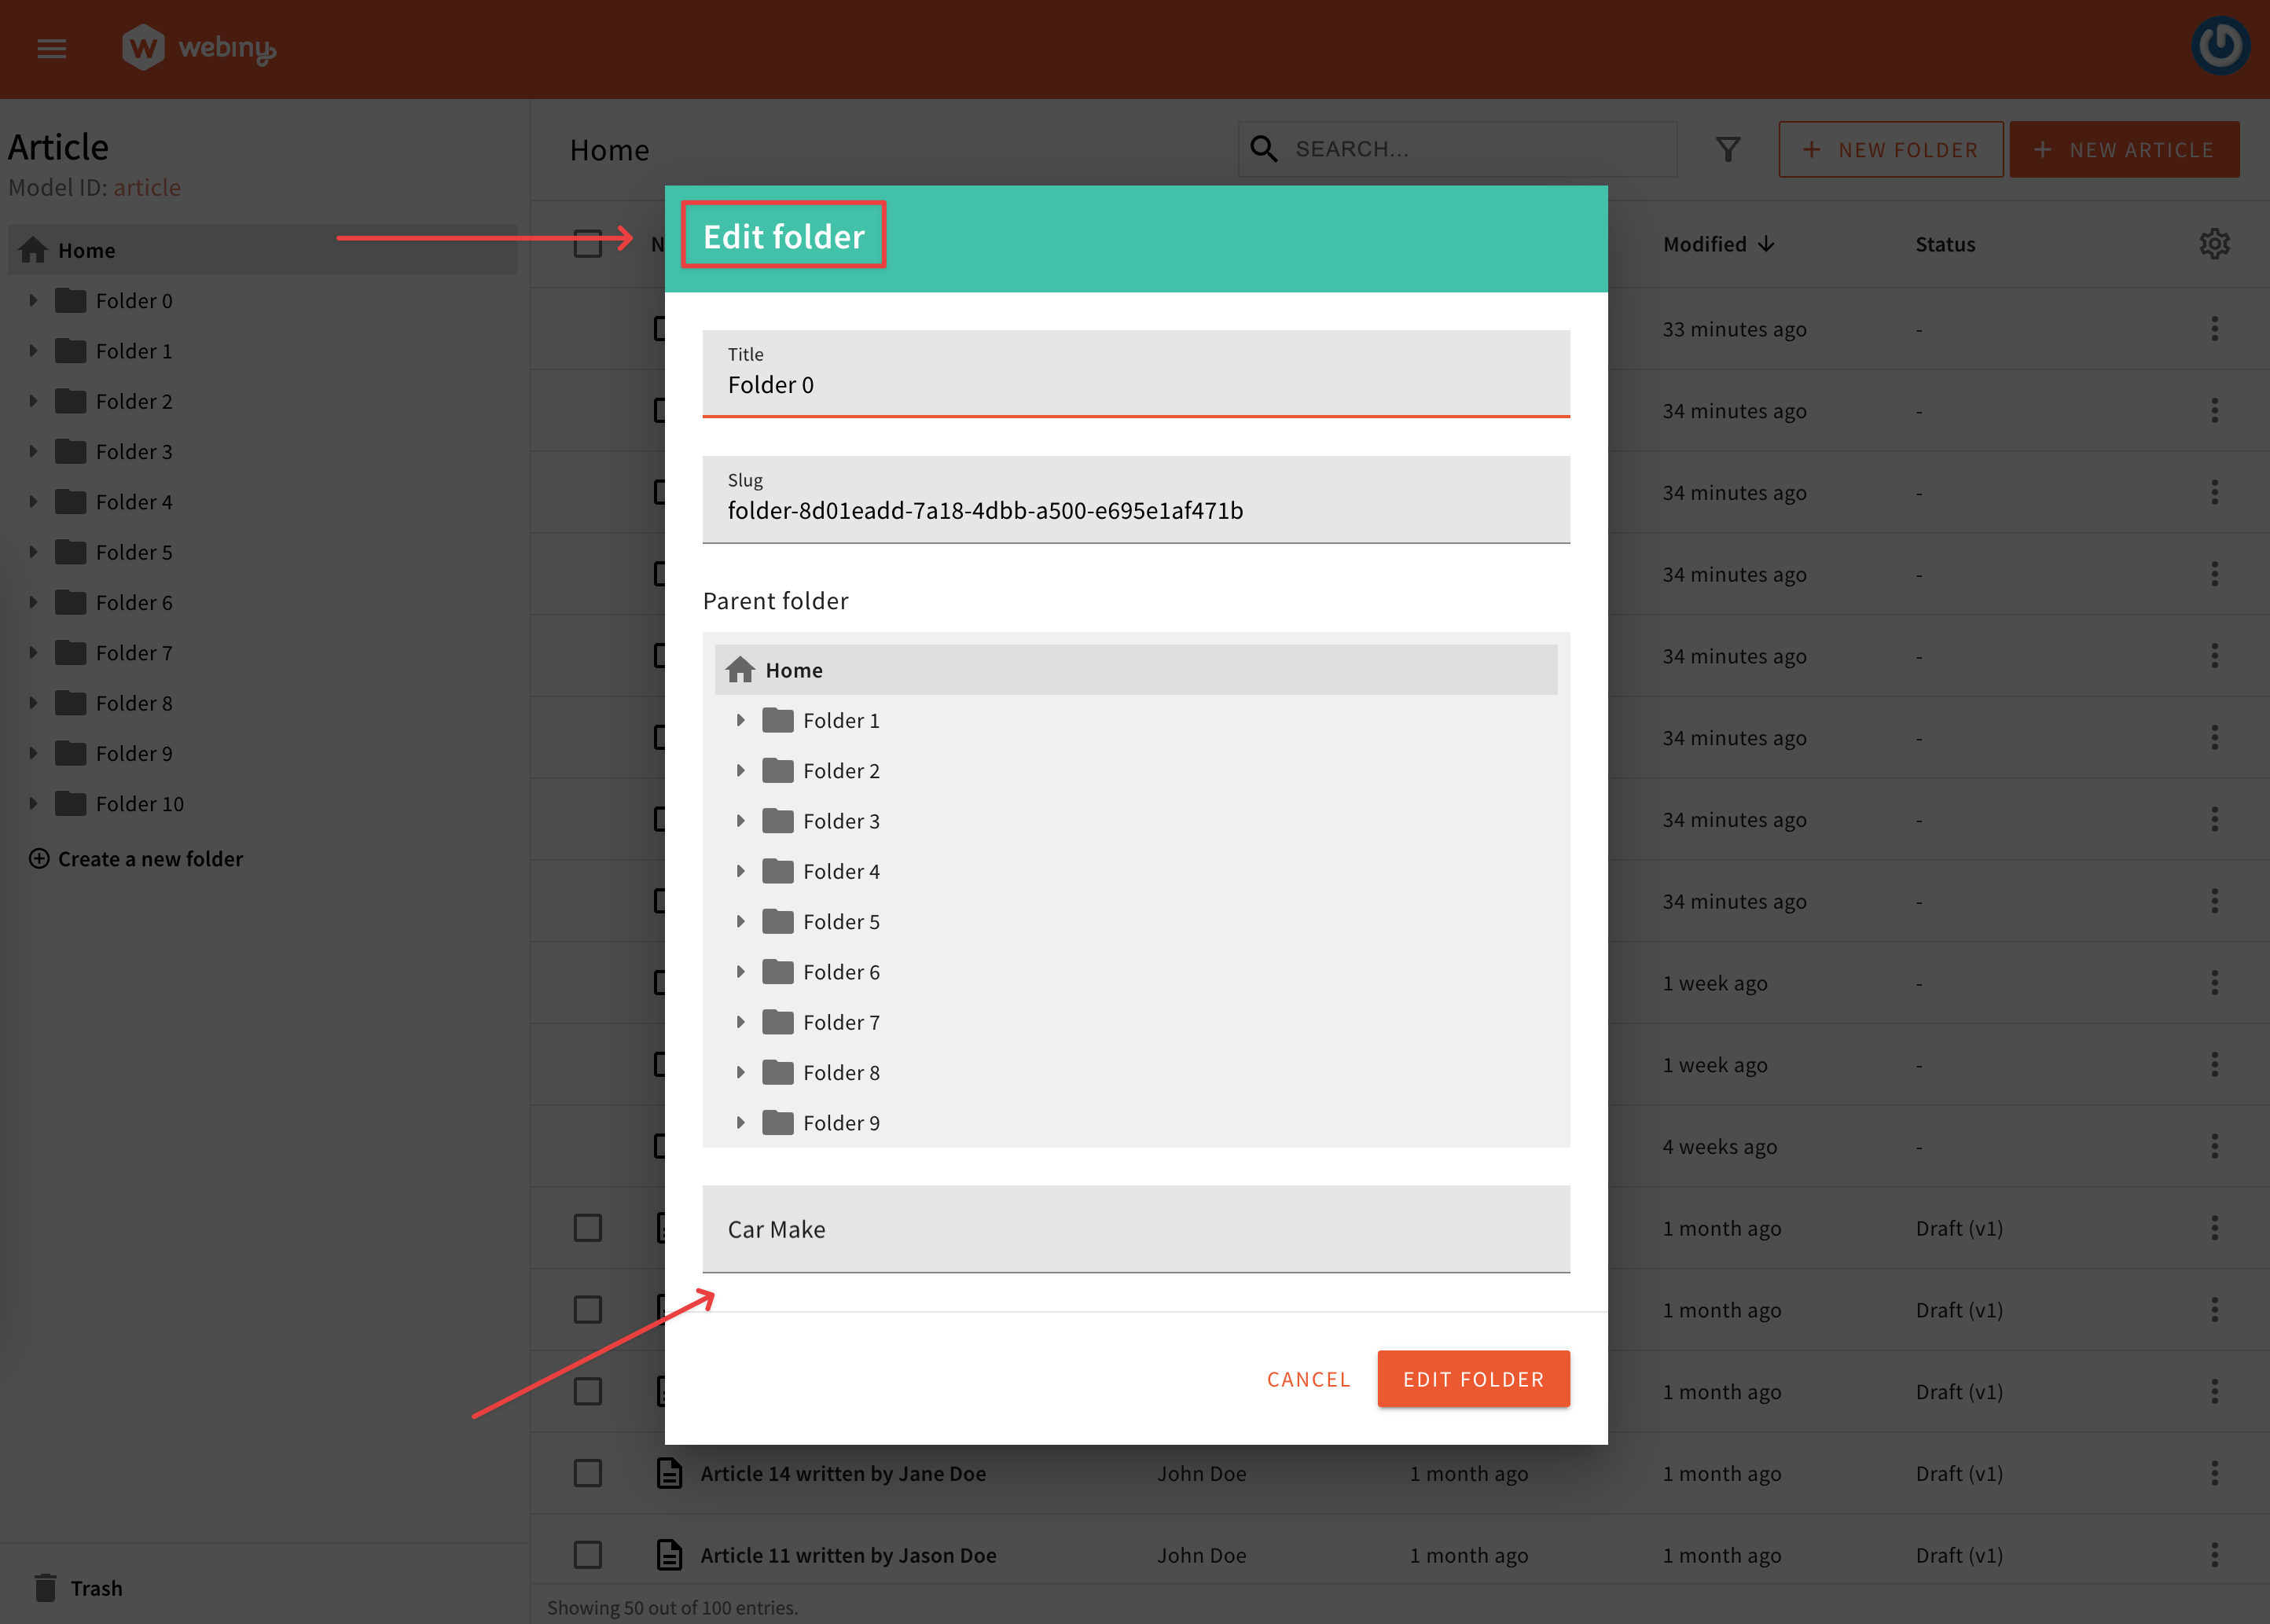 webiny
Article
Model ID: article
Home
Folder 0
Folder 1
Folder 2
Folder 3
Folder 4
Folder 5
Folder 6
Folder 7
Folder 8
Folder 9
Folder 10
Create a new folder
Trash
Home
SEARCH...
+ NEW FOLDER
+ NEW ARTICLE
Modified Status
33 minutes ago -
34 minutes ago -
34 minutes ago -
34 minutes ago -
34 minutes ago -
34 minutes ago -
34 minutes ago -
34 minutes ago -
1 week ago -
1 week ago -
4 weeks ago -
1 month ago Draft (v1)
1 month ago Draft (v1)
1 month ago Draft (v1)
Article 14 written by Jane Doe John Doe 1 month ago 1 month ago Draft (v1)
Article 11 written by Jason Doe John Doe 1 month ago 1 month ago Draft (v1)
Showing 50 out of 100 entries.
Edit folder
Title
Folder 0
Slug
folder-8d01eadd-7a18-4dbb-a500-e695e1af471b
Parent folder
Home
Folder 1
Folder 2
Folder 3
Folder 4
Folder 5
Folder 6
Folder 7
Folder 8
Folder 9
Car Make
CANCEL
EDIT FOLDER